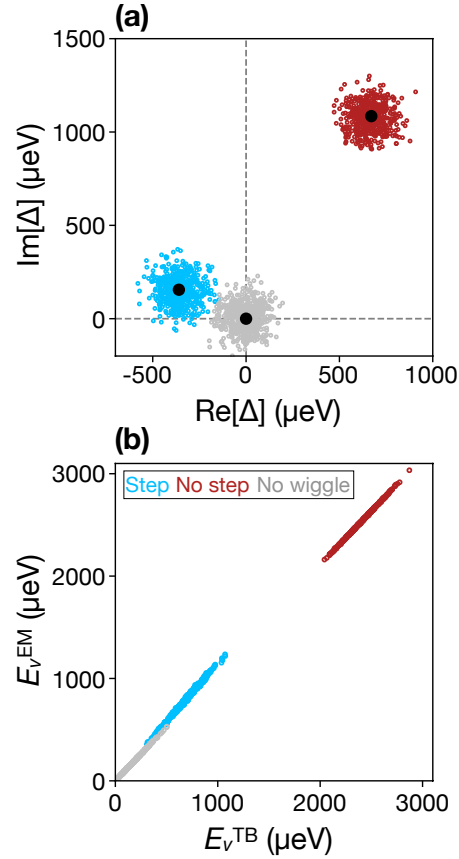 (a)
1500
1000
500
0
Im[Δ] (μeV)
-500 0 500 1000
Re[Δ] (μeV)
(b)
Step No step No wiggle
3000
2000
1000
0
E_v^EM (μeV)
0 1000 2000 3000
E_v^TB (μeV)